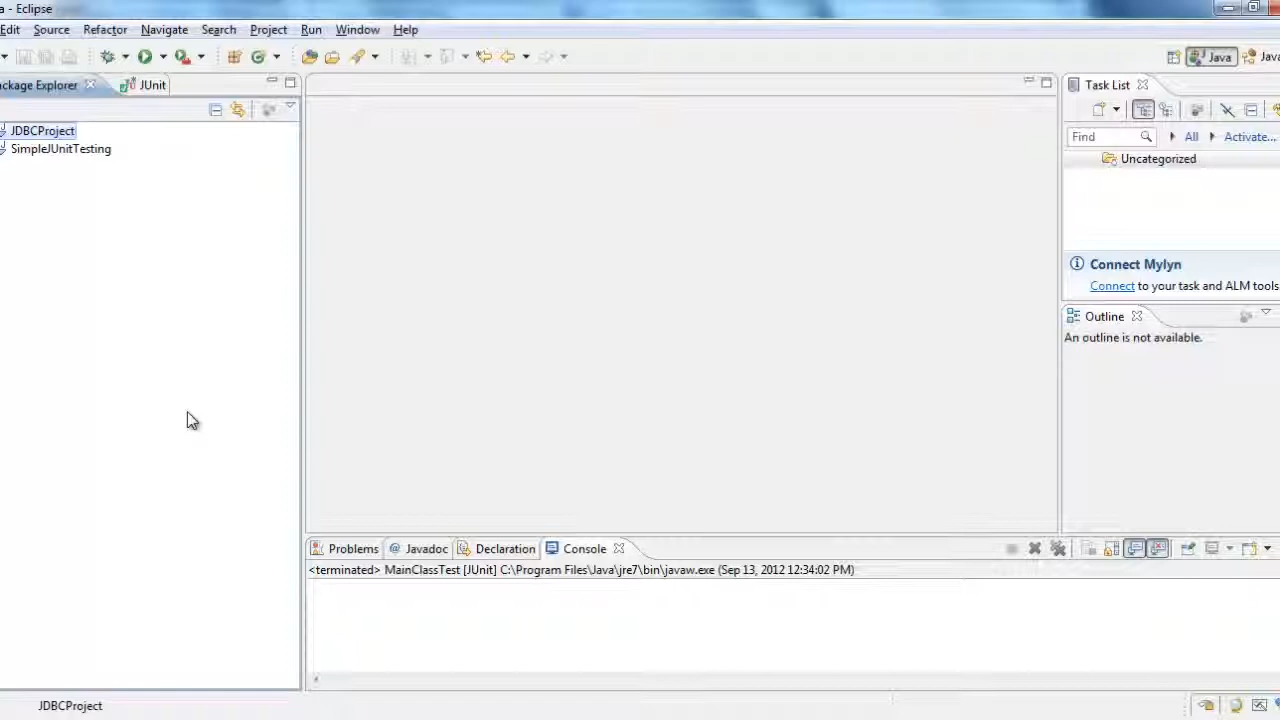 a - Eclipse
Edit Source Refactor Navigate Search Project Run Window Help
Java Java
ackage Explorer JUnit
JDBCProject
SimpleJUnitTesting
Task List
Find All Activate...
Uncategorized
Connect Mylyn
Connect to your task and ALM tools
Outline
An outline is not available.
Problems Javadoc Declaration Console
<terminated> MainClassTest [JUnit] C:\Program Files\Java\jre7\bin\javaw.exe (Sep 13, 2012 12:34:02 PM)
JDBCProject